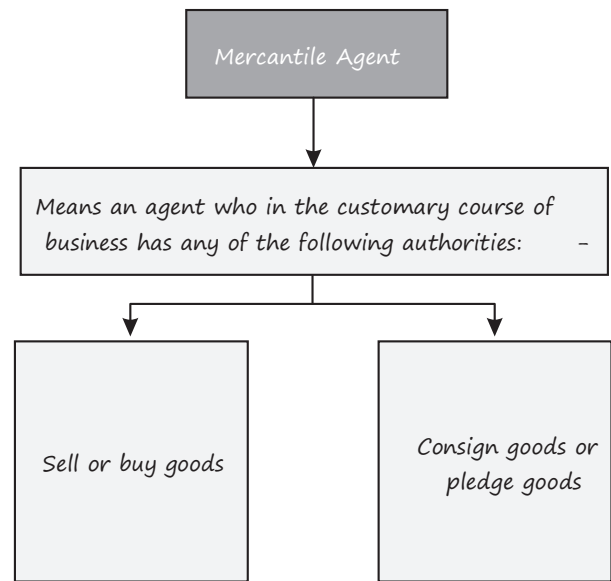 Mercantile Agent
Means an agent who in the customary course of
business has any of the following authorities: -
Sell or buy goods
Consign goods or
pledge goods